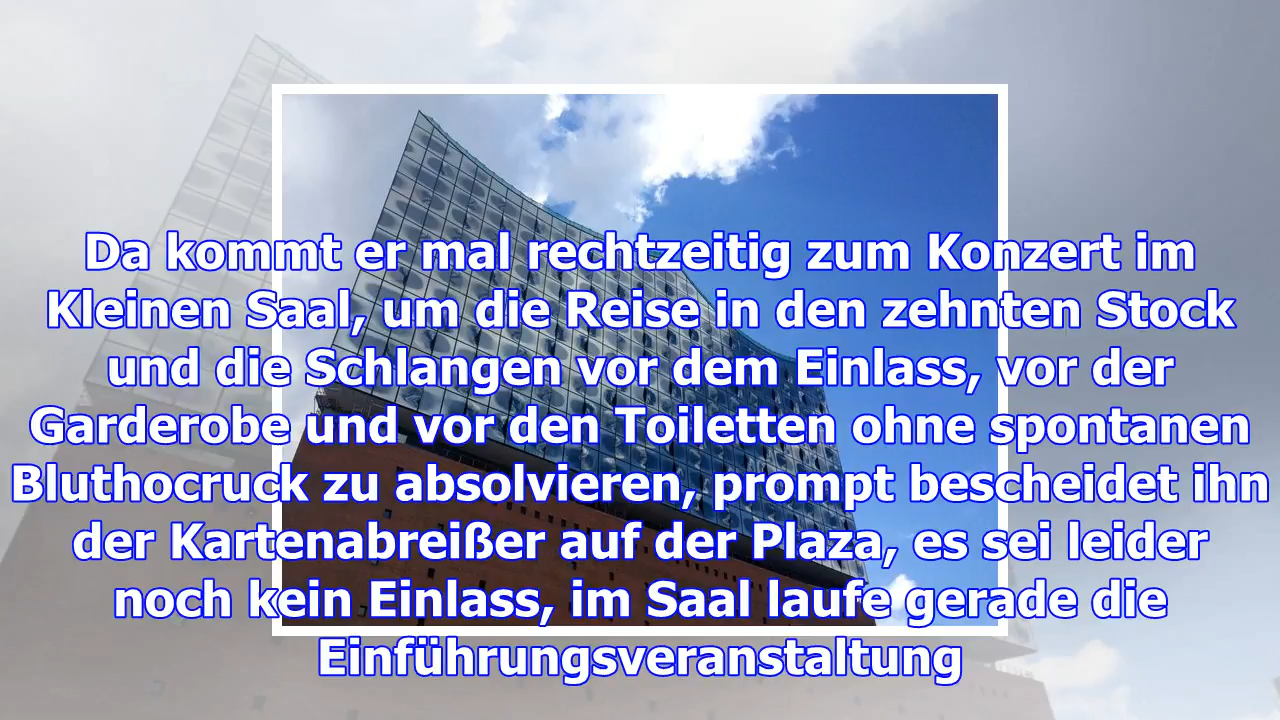 Da kommt er mal rechtzeitig zum Konzert im
Kleinen Saal, um die Reise in den zehnten Stock
und die Schlangen vor dem Einlass, vor der
Garderobe und vor den Toiletten ohne spontanen
Bluthocruck zu absolvieren, prompt bescheidet ihn
der Kartenabreißer auf der Plaza, es sei leider
noch kein Einlass, im Saal laufe gerade die
Einführungsveranstaltung